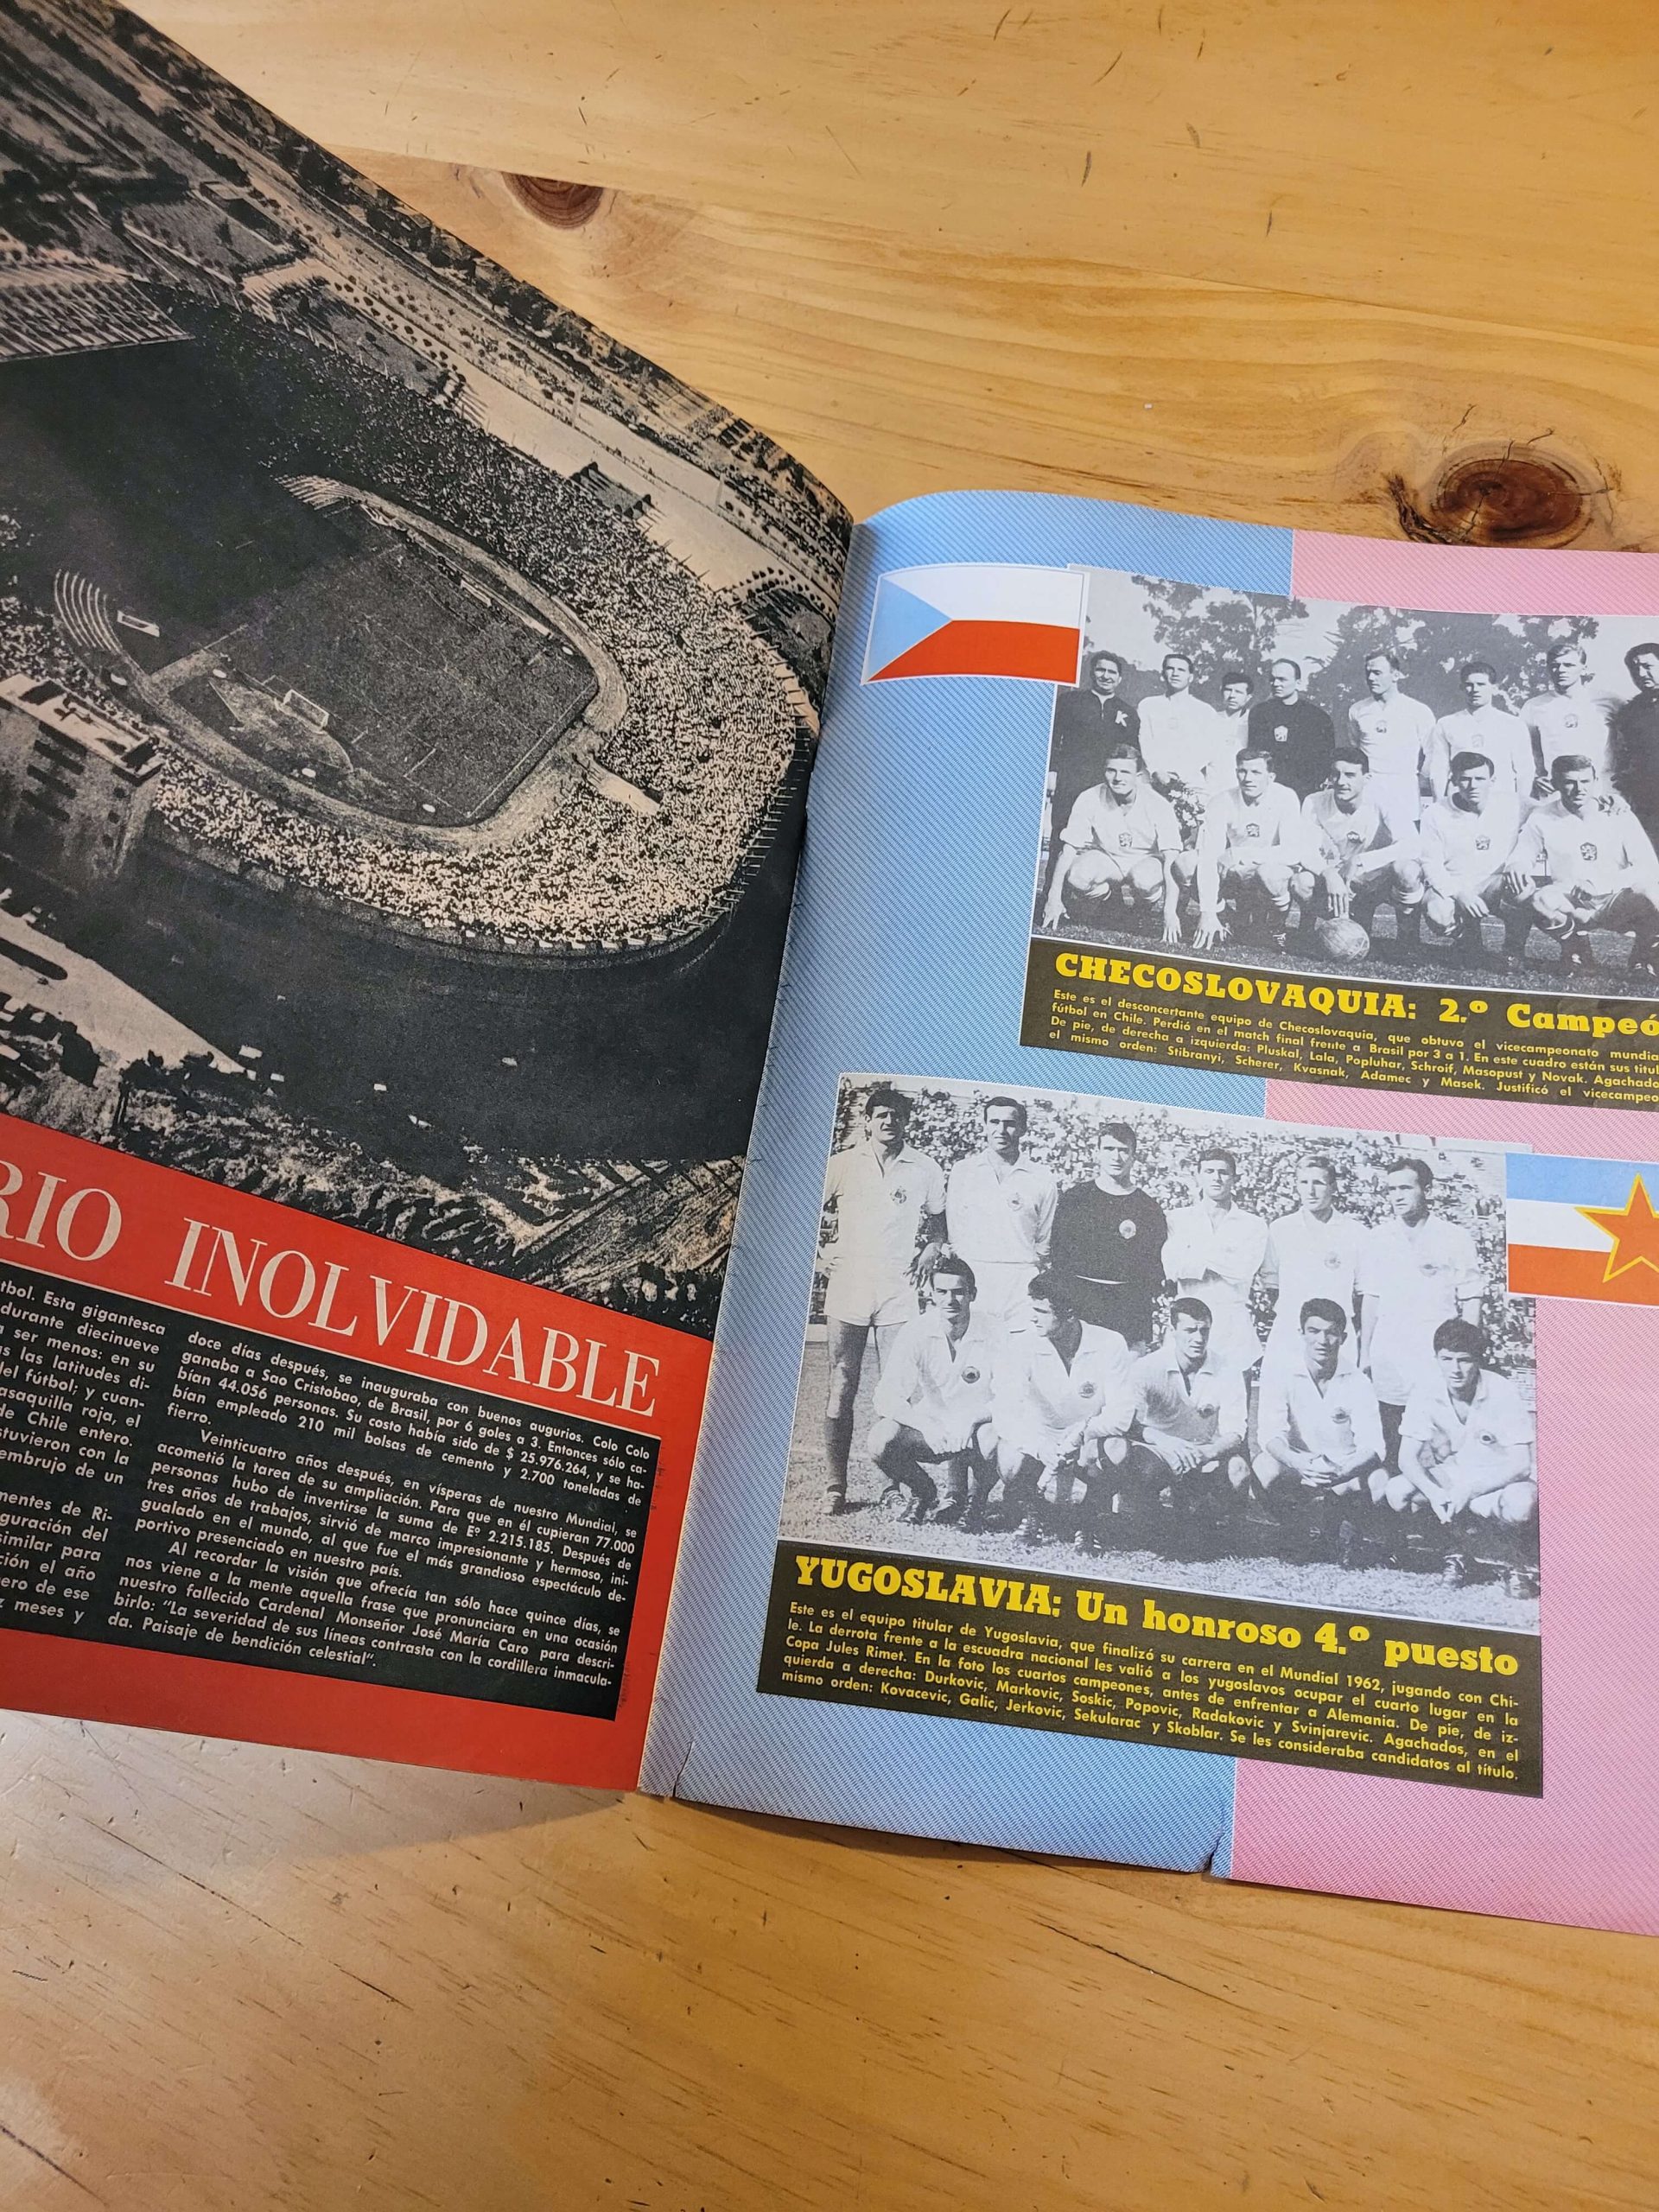 RIO INOLVIDABLE
tbol. Esta gigantesca
durante diecinueve
ser menos: en su
s las latitudes di-
el fútbol; y cuan-
asaquilla roja, el
de Chile entero.
tuvieron con la
embrujo de un
mentes de Ri-
guración del
similar para
ción el año
ero de ese
z meses y
doce días después, se inauguraba con buenos augurios. Colo Colo
ganaba a Sao Cristobao, de Brasil, por 6 goles a 3. Entonces sólo ca-
bían 44.056 personas. Su costo había sido de $ 25.976.264, y se ha-
bían empleado 210 mil bolsas de cemento y 2.700 toneladas de
fierro.
Veinticuatro años después, en vísperas de nuestro Mundial, se
acometió la tarea de su ampliación. Para que en él cupieran 77.000
personas hubo de invertirse la suma de Eº 2.215.185. Después de
tres años de trabajos, sirvió de marco impresionante y hermoso, ini-
gualado en el mundo, al que fue el más grandioso espectáculo de-
portivo presenciado en nuestro país.
Al recordar la visión que ofrecía tan sólo hace quince días, se
nos viene a la mente aquella frase que pronunciara en una ocasión
nuestro fallecido Cardenal Monseñor José María Caro para descri-
birlo: "La severidad de sus líneas contrasta con la cordillera inmacula-
da. Paisaje de bendición celestial".
K
CHECOSLOVAQUIA: 2.º Campeó
Este es el desconcertante equipo de Checoslovaquia, que obtuvo el vicecampeonato mundia
fútbol en Chile. Perdió en el match final frente a Brasil por 3 a 1. En este cuadro están sus titul
De pie, de derecha a izquierda: Pluskal, Lala, Popluhar, Schroif, Masopust y Novak. Agachado
el mismo orden: Stibranyi, Scherer, Kvasnak, Adamec y Masek. Justificó el vicecampeo
YUGOSLAVIA: Un honroso 4.º puesto
Este es el equipo titular de Yugoslavia, que finalizó su carrera en el Mundial 1962, jugando con Chi-
le. La derrota frente a la escuadra nacional les valió a los yugoslavos ocupar el cuarto lugar en la
Copa Jules Rimet. En la foto los cuartos campeones, antes de enfrentar a Alemania. De pie, de iz-
quierda a derecha: Durkovic, Markovic, Soskic, Popovic, Radakovic y Svinjarevic. Agachados, en el
mismo orden: Kovacevic, Galic, Jerkovic, Sekularac y Skoblar. Se les consideraba candidatos al título.